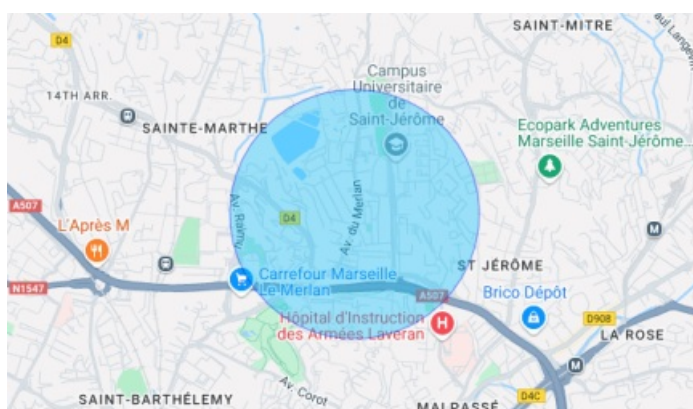 SAINT-MITRE
D4
Campus
Universitaire
de
Saint-Jérôme
14TH ARR.
SAINTE-MARTHE
Ecopark Adventures
Marseille Saint-Jérôme...
A507
Av. Raimu
D4
Av. du Merlan
L'Après M
M
ST JÉRÔME
Carrefour Marseille
Le Merlan
N1547
A507
Brico Dépôt
Hôpital d'Instruction
des Armées Laveran
H
D908
LA ROSE
M
Av. Corot
SAINT-BARTHÉLEMY
MALPASSÉ
D4C